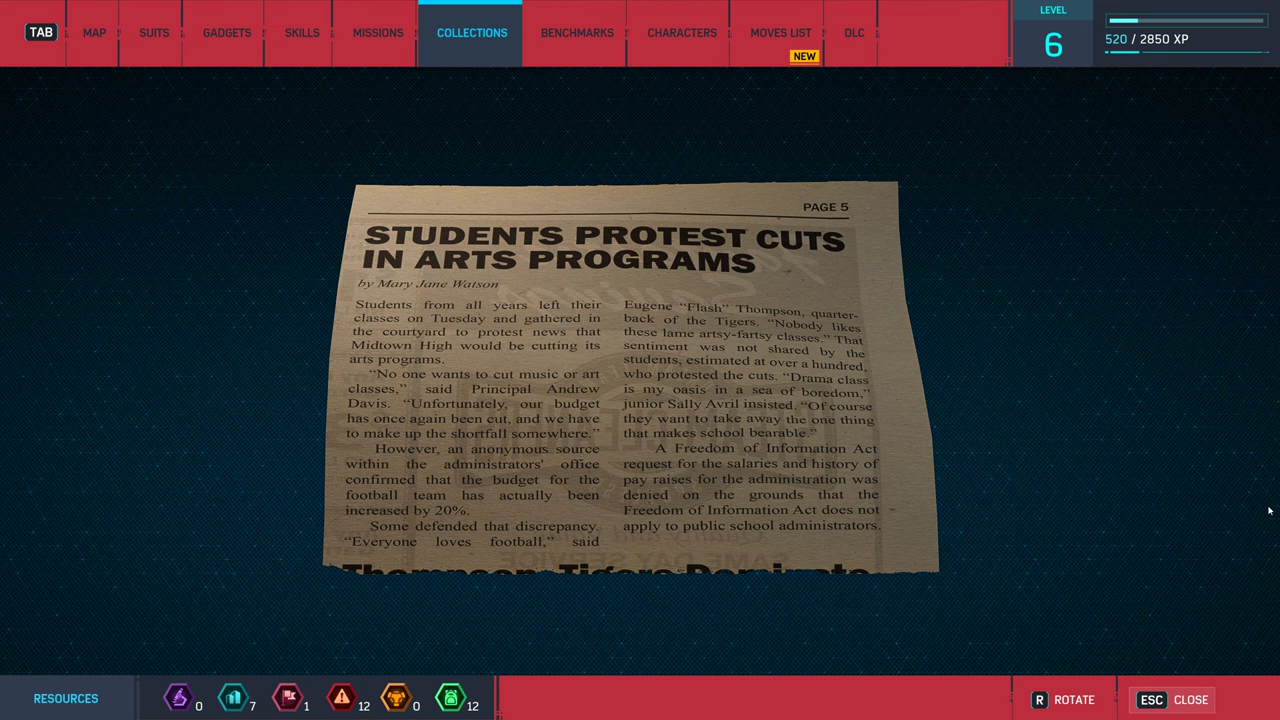 TAB
MAP
SUITS
GADGETS
SKILLS
MISSIONS
COLLECTIONS
BENCHMARKS
CHARACTERS
MOVES LIST
NEW
DLC
LEVEL
6
520 / 2850 XP
PAGE 5
STUDENTS PROTEST CUTS
IN ARTS PROGRAMS
by Mary Jane Watson
Students from all years left their
classes on Tuesday and gathered in
the courtyard to protest news that
Midtown High would be cutting its
arts programs.
“No one wants to cut music or art
classes,” said Principal Andrew
Davis. “Unfortunately, our budget
has once again been cut, and we have
to make up the shortfall somewhere.”
However, an anonymous source
within the administrators' office
confirmed that the budget for the
football team has actually been
increased by 20%.
Some defended that discrepancy.
“Everyone loves football,” said
Eugene “Flash” Thompson, quarter-
back of the Tigers. “Nobody likes
these lame artsy-fartsy classes.” That
sentiment was not shared by the
students, estimated at over a hundred,
who protested the cuts. “Drama class
is my oasis in a sea of boredom,”
junior Sally Avril insisted. “Of course
they want to take away the one thing
that makes school bearable.”
A Freedom of Information Act
request for the salaries and history of
pay raises for the administration was
denied on the grounds that the
Freedom of Information Act does not
apply to public school administrators.
Thompson, Tigers Dominate
RESOURCES
0
7
1
12
0
12
R ROTATE
ESC CLOSE